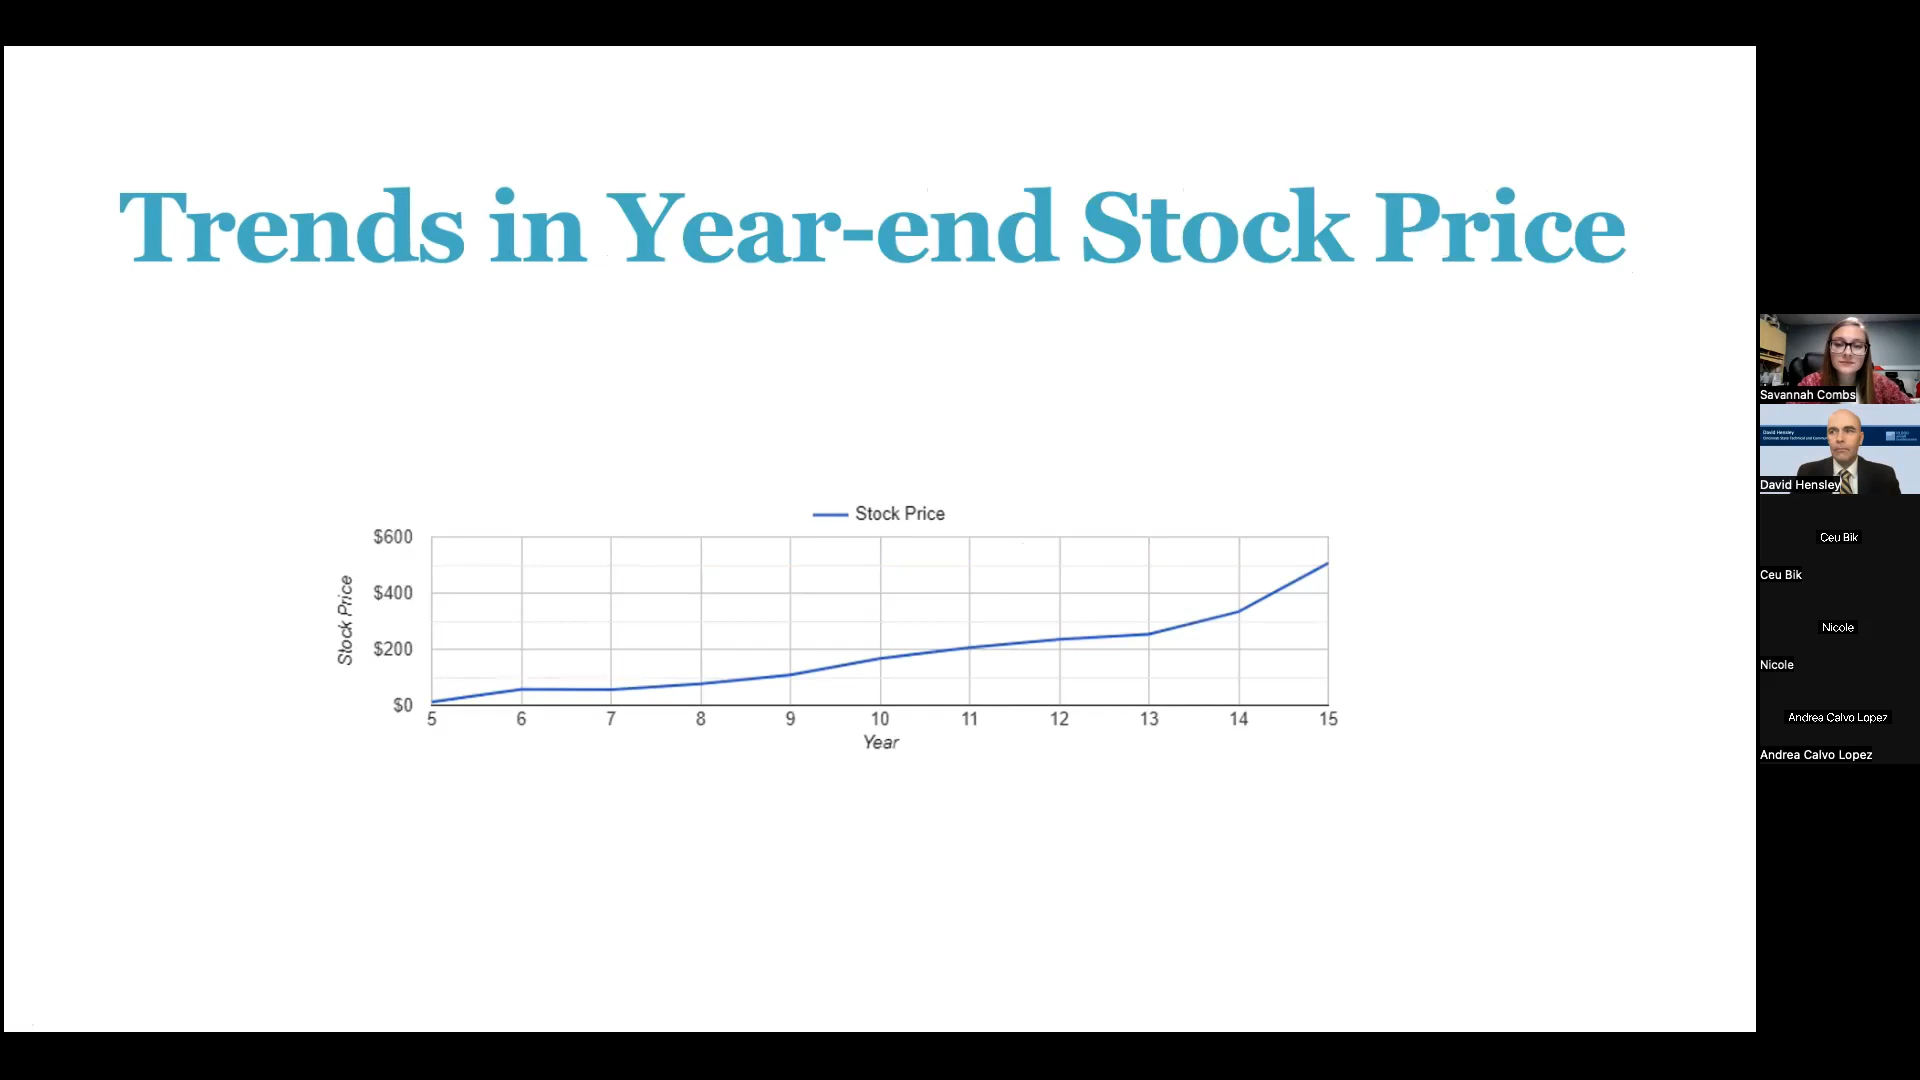 Trends in Year-end Stock Price
Stock Price
$600
$400
$200
$0
Stock Price
5 6 7 8 9 10 11 12 13 14 15
Year
Savannah Combs
David Hensley
David Hensley
Ceu Bik
Ceu Bik
Nicole
Nicole
Andrea Calvo Lopez
Andrea Calvo Lopez